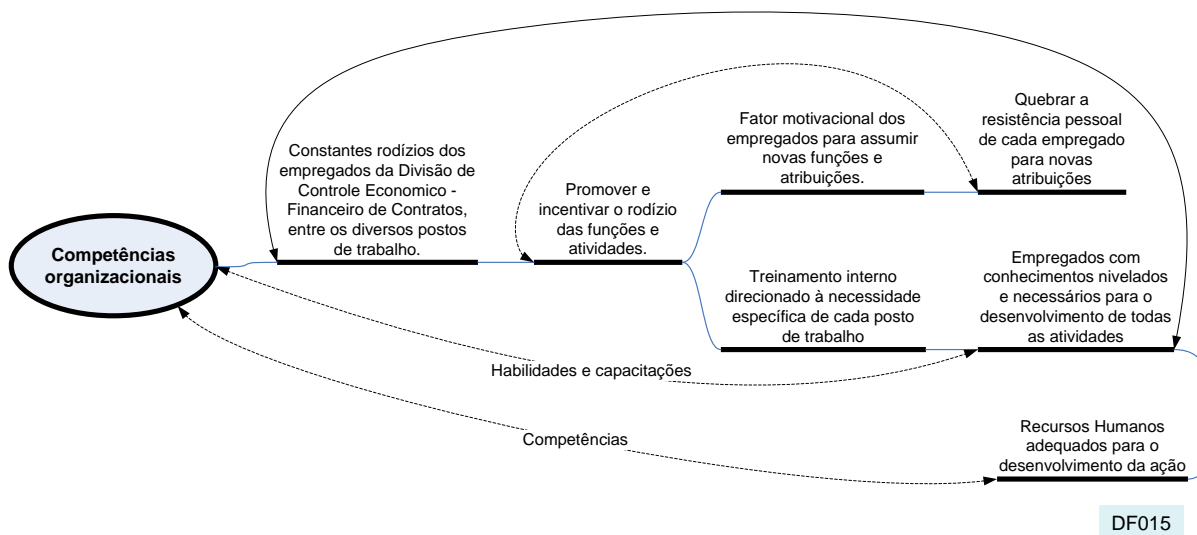 Competências
organizacionais
Constantes rodízios dos
empregados da Divisão de
Controle Economico -
Financeiro de Contratos,
entre os diversos postos
de trabalho.
Promover e
incentivar o rodízio
das funções e
atividades.
Fator motivacional dos
empregados para assumir
novas funções e
atribuições.
Quebrar a
resistência pessoal
de cada empregado
para novas
atribuições
Treinamento interno
direcionado à necessidade
específica de cada posto
de trabalho
Empregados com
conhecimentos nivelados
e necessários para o
desenvolvimento de todas
as atividades
Habilidades e capacitações
Competências
Recursos Humanos
adequados para o
desenvolvimento da ação
DF015